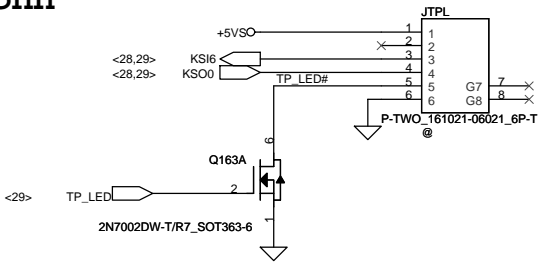 JTPL
+5VS 1 1
2 2
<28,29> KSI6 3 3
<28,29> KSO0 4 4
TP_LED# 5 5 G7 7
6 6 G8 8
P-TWO_161021-06021_6P-T
@
6
Q163A
<29> TP_LED 2
1
2N7002DW-T/R7_SOT363-6